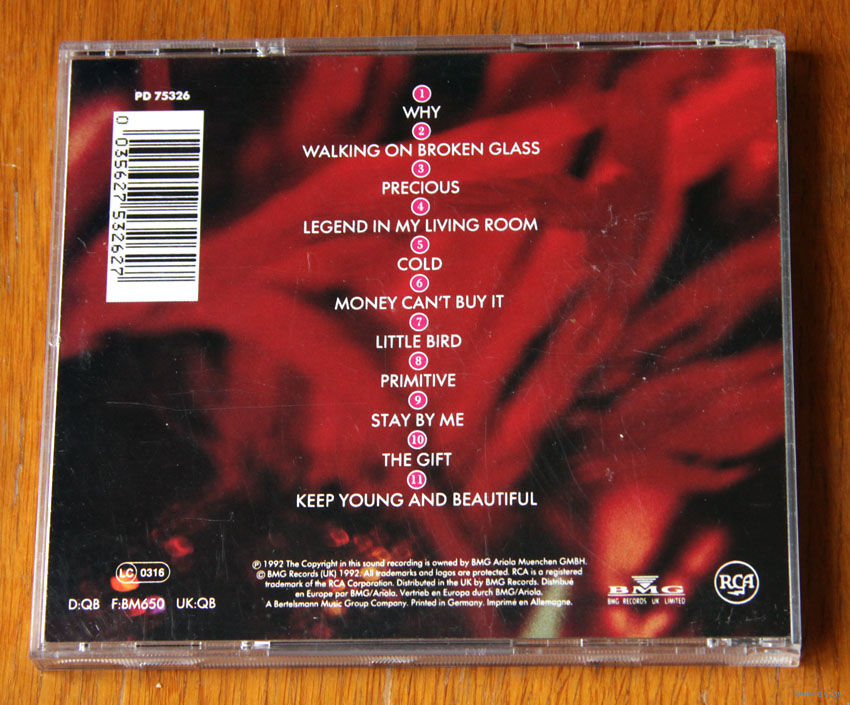 PD 75326
0 035627 532627
1
WHY
2
WALKING ON BROKEN GLASS
3
PRECIOUS
4
LEGEND IN MY LIVING ROOM
5
COLD
6
MONEY CAN'T BUY IT
7
LITTLE BIRD
8
PRIMITIVE
9
STAY BY ME
10
THE GIFT
11
KEEP YOUNG AND BEAUTIFUL
LC 0316
D:QB F:BM650 UK:QB
℗ 1992 The Copyright in this sound recording is owned by BMG Ariola Muenchen GMBH.
© BMG Records (UK) 1992. All trademarks and logos are protected. RCA is a registered
trademark of the RCA Corporation. Distributed in the UK by BMG Records. Distribué
en Europe par BMG/Ariola. Vertrieb en Europa durch BMG/Ariola.
A Bertelsmann Music Group Company. Printed in Germany. Imprimé en Allemagne.
BMG
BMG RECORDS UK LIMITED
RCA